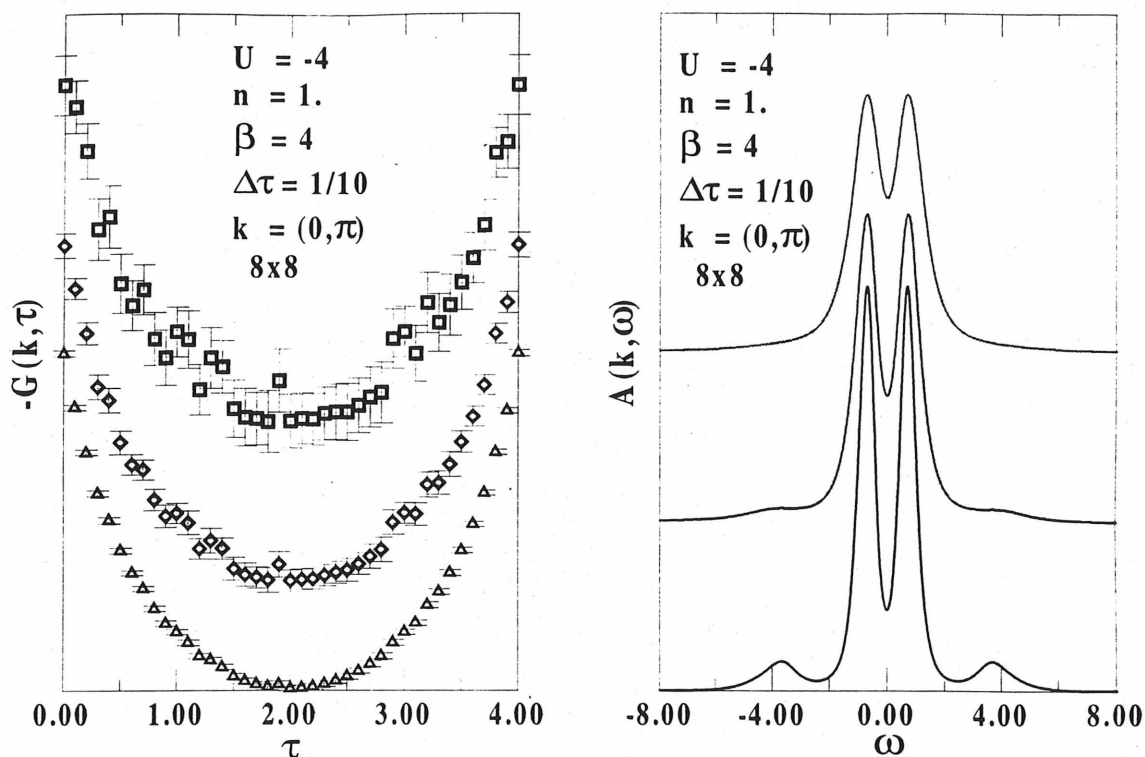 U = -4
n = 1.
β = 4
Δτ = 1/10
k = (0,π)
8x8
-G(k,τ)
0.00 1.00 2.00 3.00 4.00
τ
U = -4
n = 1.
β = 4
Δτ = 1/10
k = (0,π)
8x8
A(k,ω)
-8.00 -4.00 0.00 4.00 8.00
ω